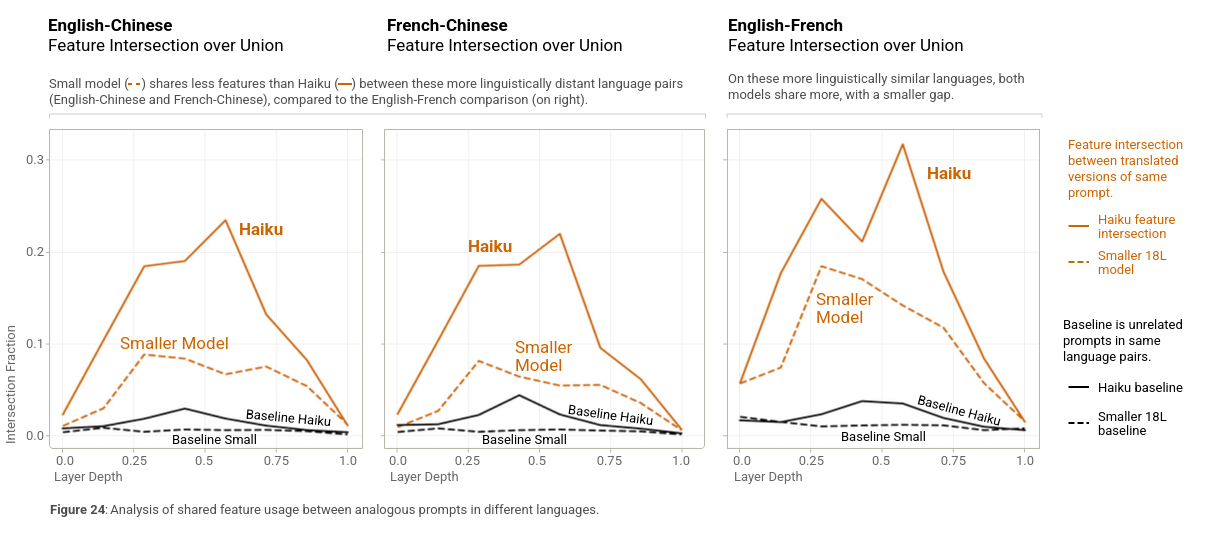 English-Chinese
Feature Intersection over Union
French-Chinese
Feature Intersection over Union
English-French
Feature Intersection over Union
Small model (--) shares less features than Haiku (—) between these more linguistically distant language pairs
(English-Chinese and French-Chinese), compared to the English-French comparison (on right).
On these more linguistically similar languages, both
models share more, with a smaller gap.
Intersection Fraction
0.3
0.2
0.1
0.0
Haiku
Smaller Model
Baseline Haiku
Baseline Small
0.0 0.25 0.5 0.75 1.0
Layer Depth
Haiku
Smaller
Model
Baseline Haiku
Baseline Small
0.0 0.25 0.5 0.75 1.0
Layer Depth
Haiku
Smaller
Model
Baseline Haiku
Baseline Small
0.0 0.25 0.5 0.75 1.0
Layer Depth
Feature intersection
between translated
versions of same
prompt.
Haiku feature
intersection
Smaller 18L
model
Baseline is unrelated
prompts in same
language pairs.
Haiku baseline
Smaller 18L
baseline
Figure 24: Analysis of shared feature usage between analogous prompts in different languages.